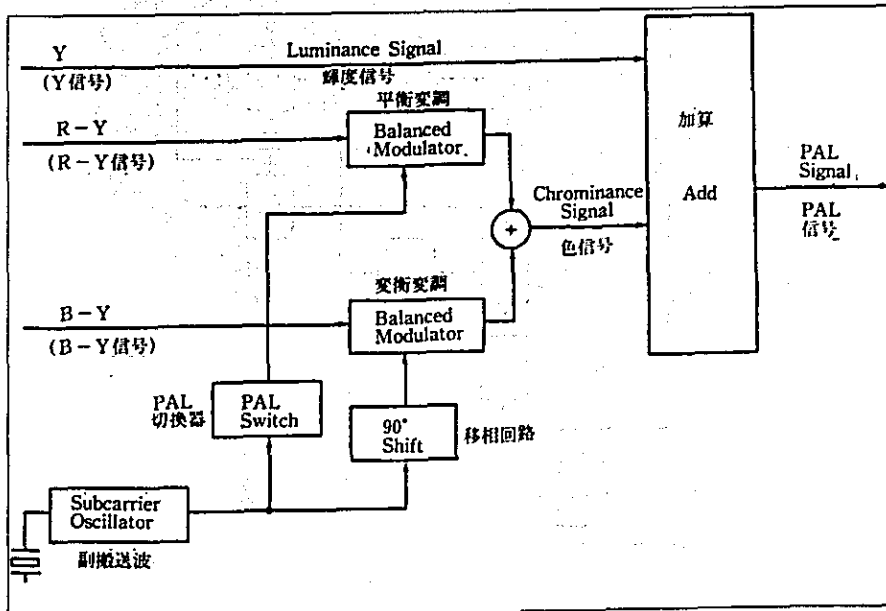 Y
Luminance Signal
(Y信号)
輝度信号
平衡変調
R-Y
Balanced
Modulator
(R-Y信号)
加算
Add
PAL
Signal
PAL
信号
Chrominance
Signal
色信号
+
変衡変調
B-Y
Balanced
Modulator
(B-Y信号)
PAL
切換器
PAL
Switch
90°
Shift
移相回路
Subcarrier
Oscillator
副搬送波